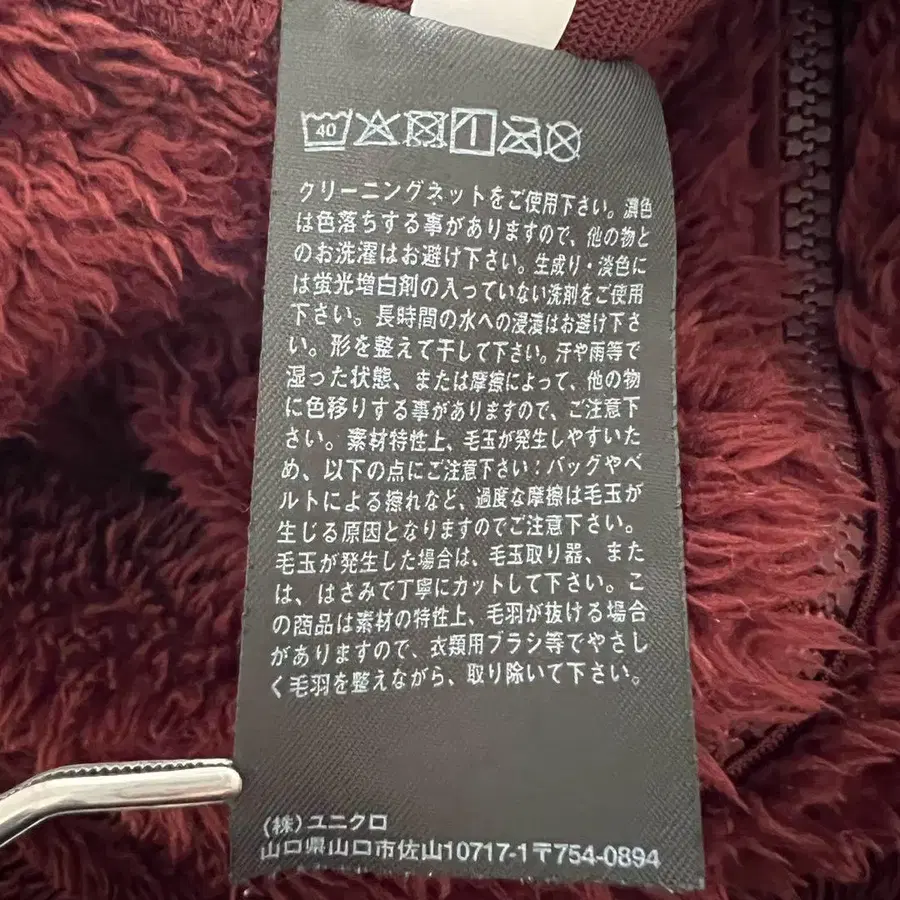 40
クリーニングネットをご使用下さい。濃色
は色落ちする事がありますので、他の物と
のお洗濯はお避け下さい。生成り・淡色に
は蛍光増白剤の入っていない洗剤をご使用
下さい。長時間の水への浸漬はお避け下さ
い。形を整えて干して下さい。汗や雨等で
湿った状態、または摩擦によって、他の物
に色移りする事がありますので、ご注意下
さい。素材特性上、毛玉が発生しやすいた
め、以下の点にご注意下さい：バッグやベ
ルトによる擦れなど、過度な摩擦は毛玉が
生じる原因となりますのでご注意下さい。
毛玉が発生した場合は、毛玉取り器、また
は、はさみで丁寧にカットして下さい。こ
の商品は素材の特性上、毛羽が抜ける場合
がありますので、衣類用ブラシ等でやさし
く毛羽を整えながら、取り除いて下さい。
(株)ユニクロ
山口県山口市佐山10717-1〒754-0894